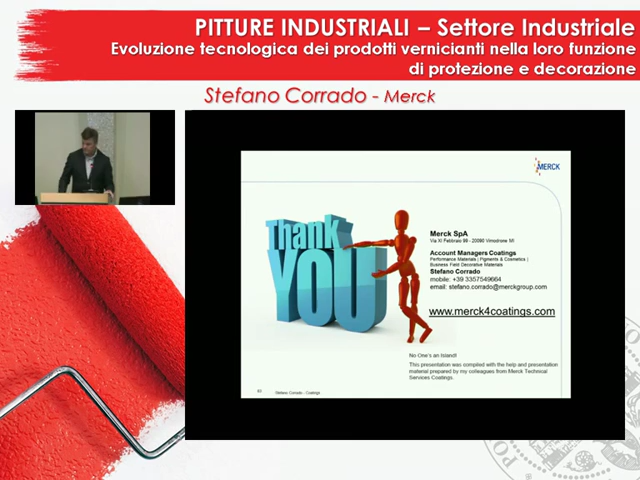 PITTURE INDUSTRIALI – Settore Industriale
Evoluzione tecnologica dei prodotti vernicianti nella loro funzione
di protezione e decorazione
Stefano Corrado - Merck
MERCK
Thank
YOU
Merck SpA
Via XI Febbraio 99 - 20090 Vimodrone MI
Account Managers Coatings
Performance Materials | Pigments & Cosmetics |
Business Field Decorative Materials
Stefano Corrado
mobile: +39 3357549664
email: stefano.corrado@merckgroup.com
www.merck4coatings.com
No One's an Island!
This presentation was compiled with the help and presentation
material prepared by my colleagues from Merck Technical
Services Coatings.
Stefano Corrado - Coatings